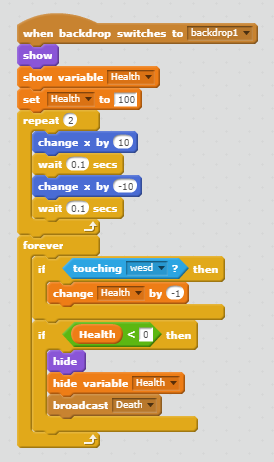 when backdrop switches to backdrop1
show
show variable Health
set Health to 100
repeat 2
change x by 10
wait 0.1 secs
change x by -10
wait 0.1 secs
forever
if touching wesd ? then
change Health by -1
if Health < 0 then
hide
hide variable Health
broadcast Death